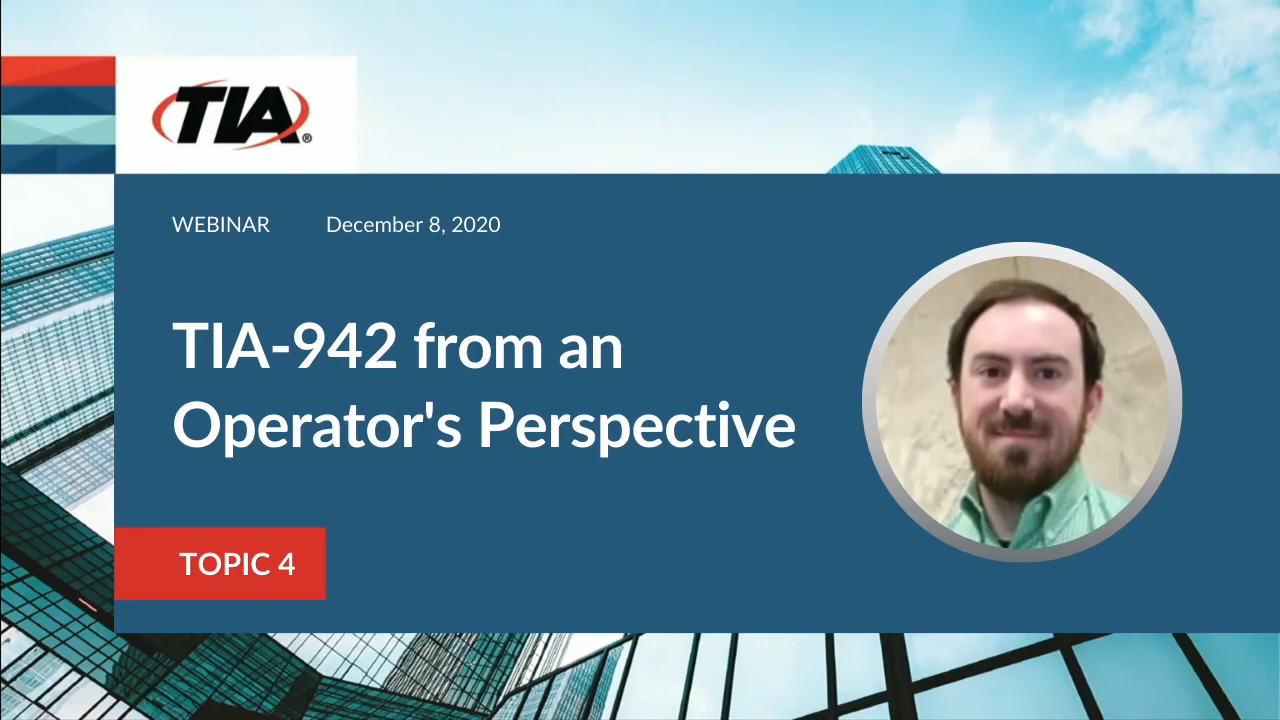 TIA®
WEBINAR December 8, 2020
TIA-942 from an
Operator's Perspective
TOPIC 4